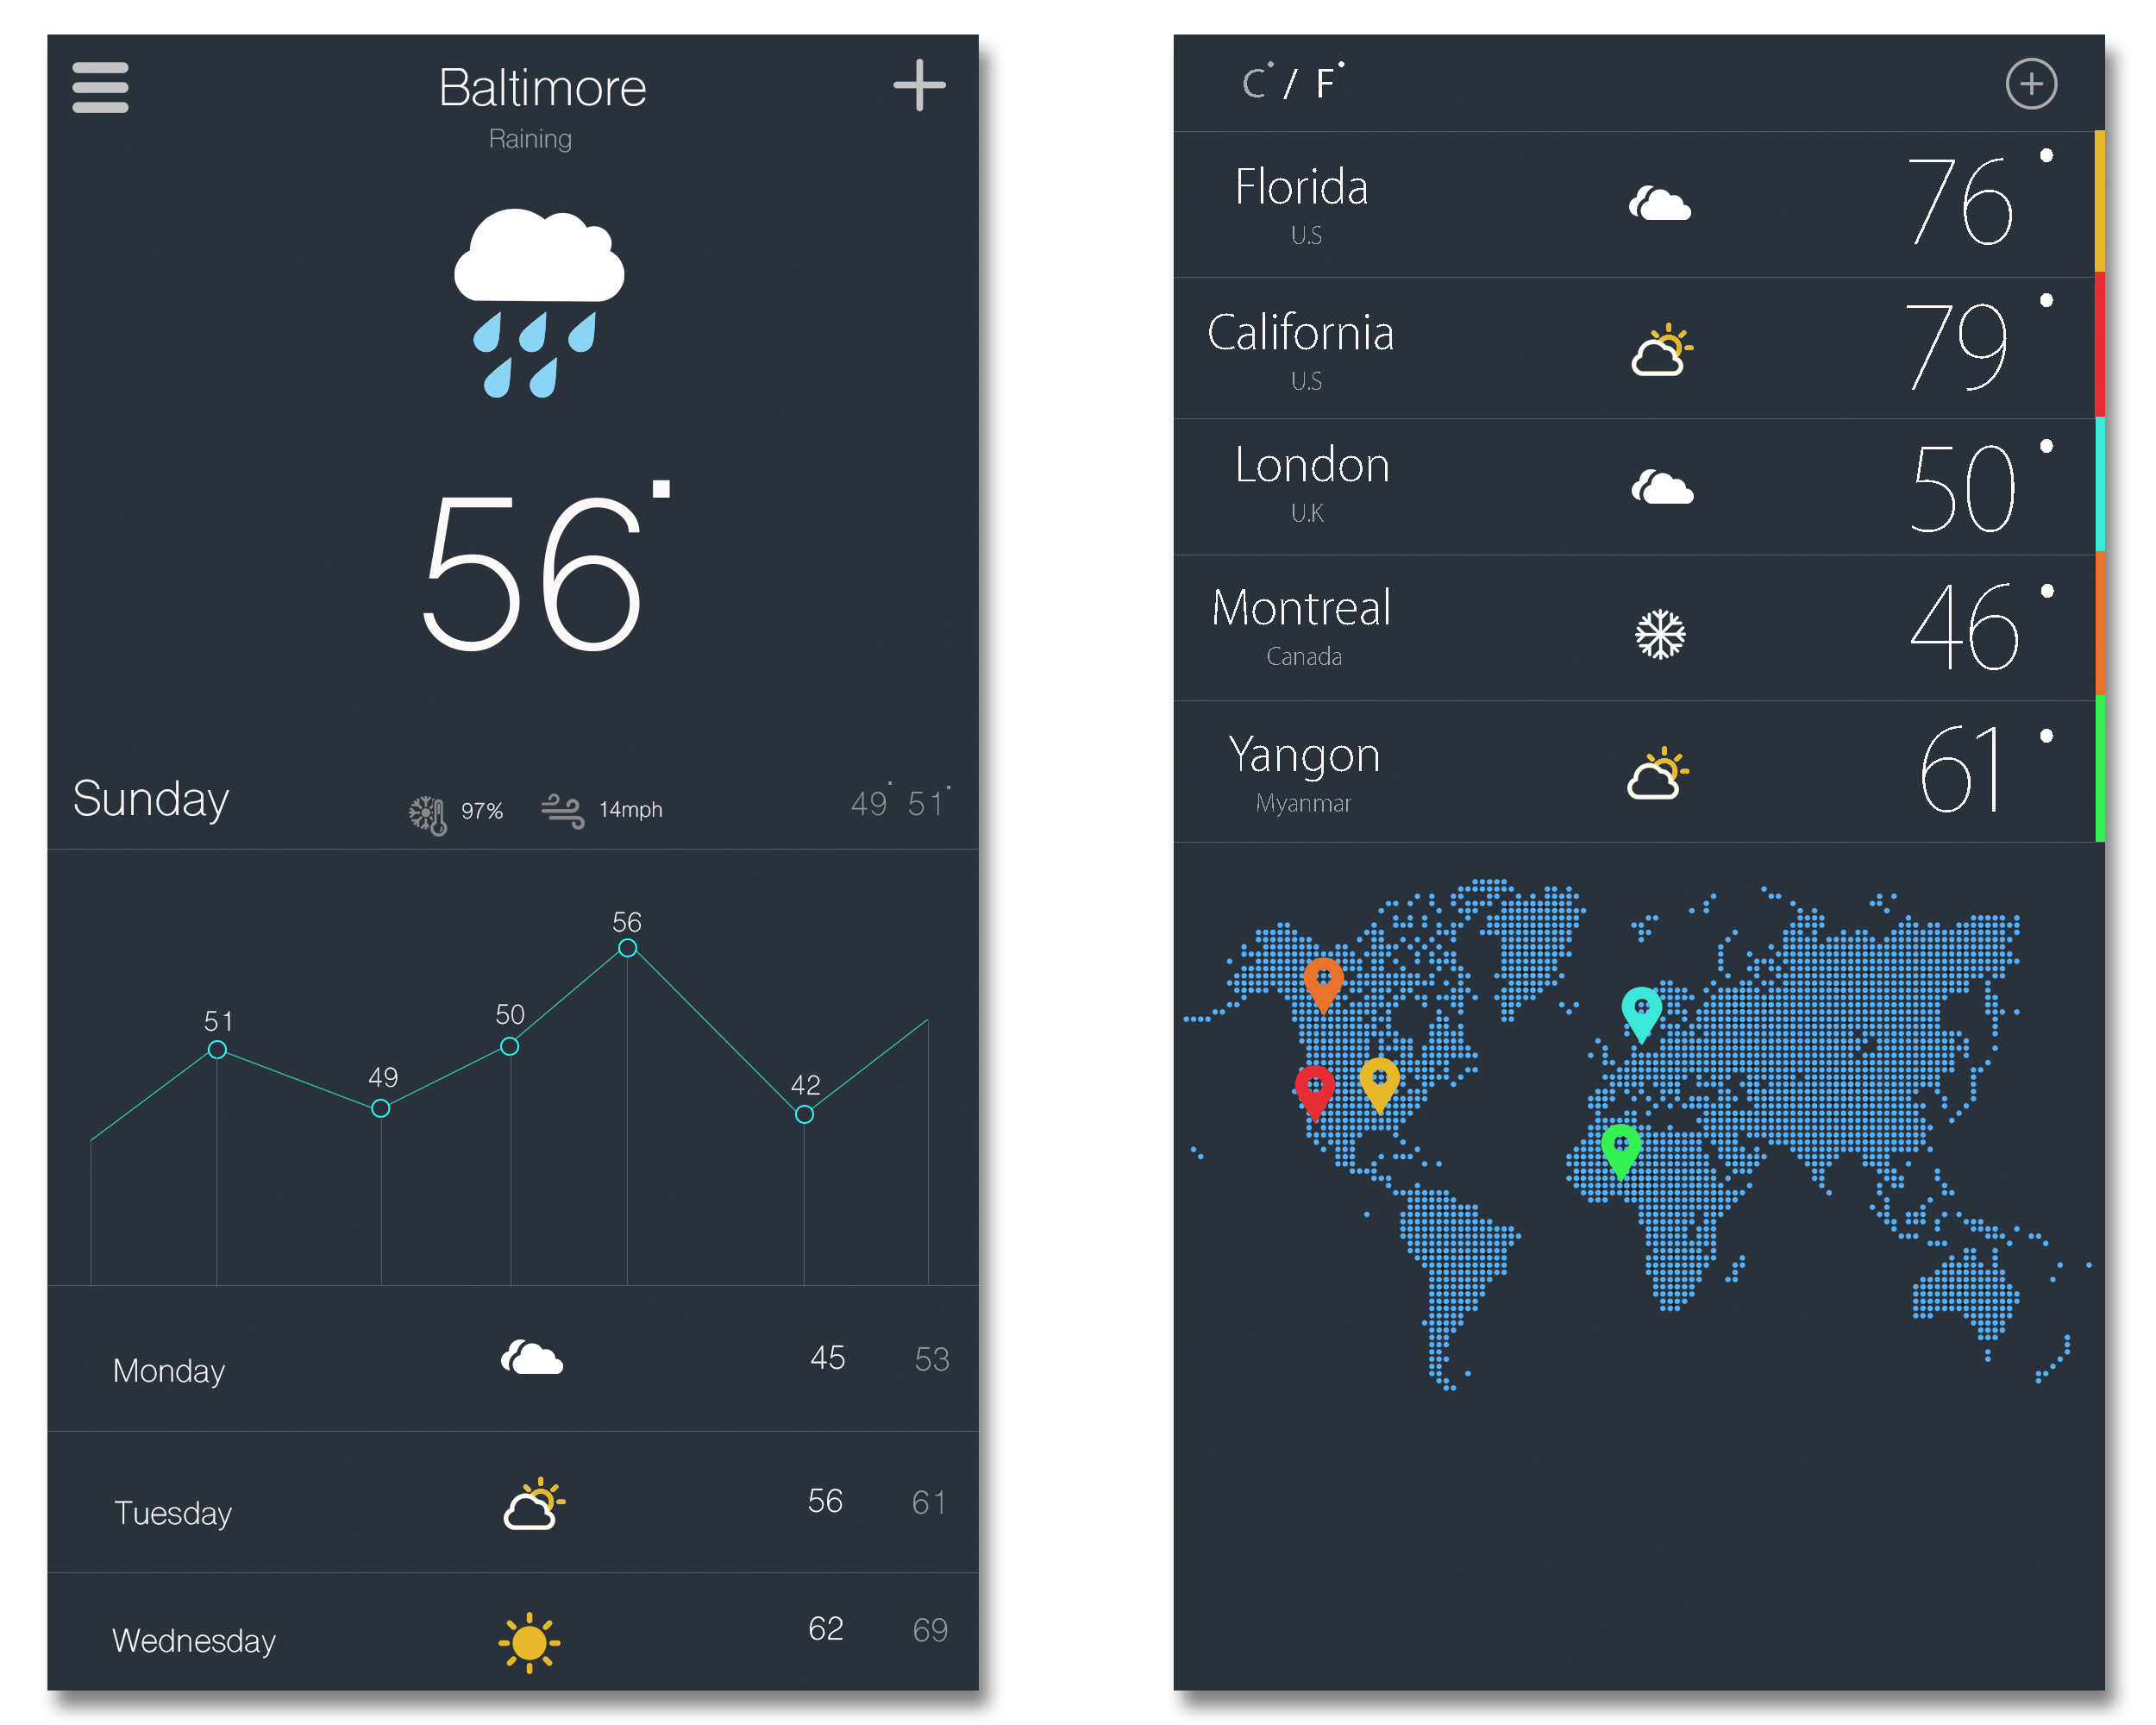 Baltimore
Raining
56°
Sunday 97% 14mph 49° 51°
56
51
50
49
42
Monday 45 53
Tuesday 56 61
Wednesday 62 69
C° / F°
Florida 76°
U.S
California 79°
U.S
London 50°
U.K
Montreal 46°
Canada
Yangon 61°
Myanmar